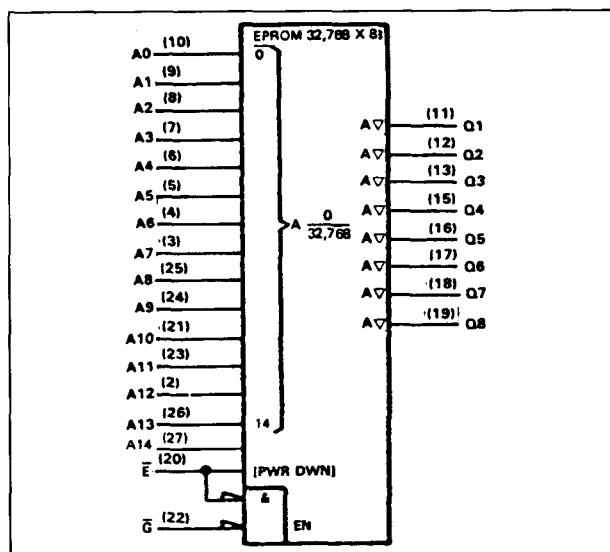 EPROM 32,768 X 8
0
A0 (10)
A1 (9)
A2 (8)
A3 (7)
A4 (6)
A5 (5)
A6 (4)
A7 (3)
A8 (25)
A9 (24)
A10 (21)
A11 (23)
A12 (2)
A13 (26)
14
A14 (27)
E (20)
[PWR DWN]
&
G (22)
EN
A 0
32,768
A▽ (11) Q1
A▽ (12) Q2
A▽ (13) Q3
A▽ (15) Q4
A▽ (16) Q5
A▽ (17) Q6
A▽ (18) Q7
A▽ (19) Q8